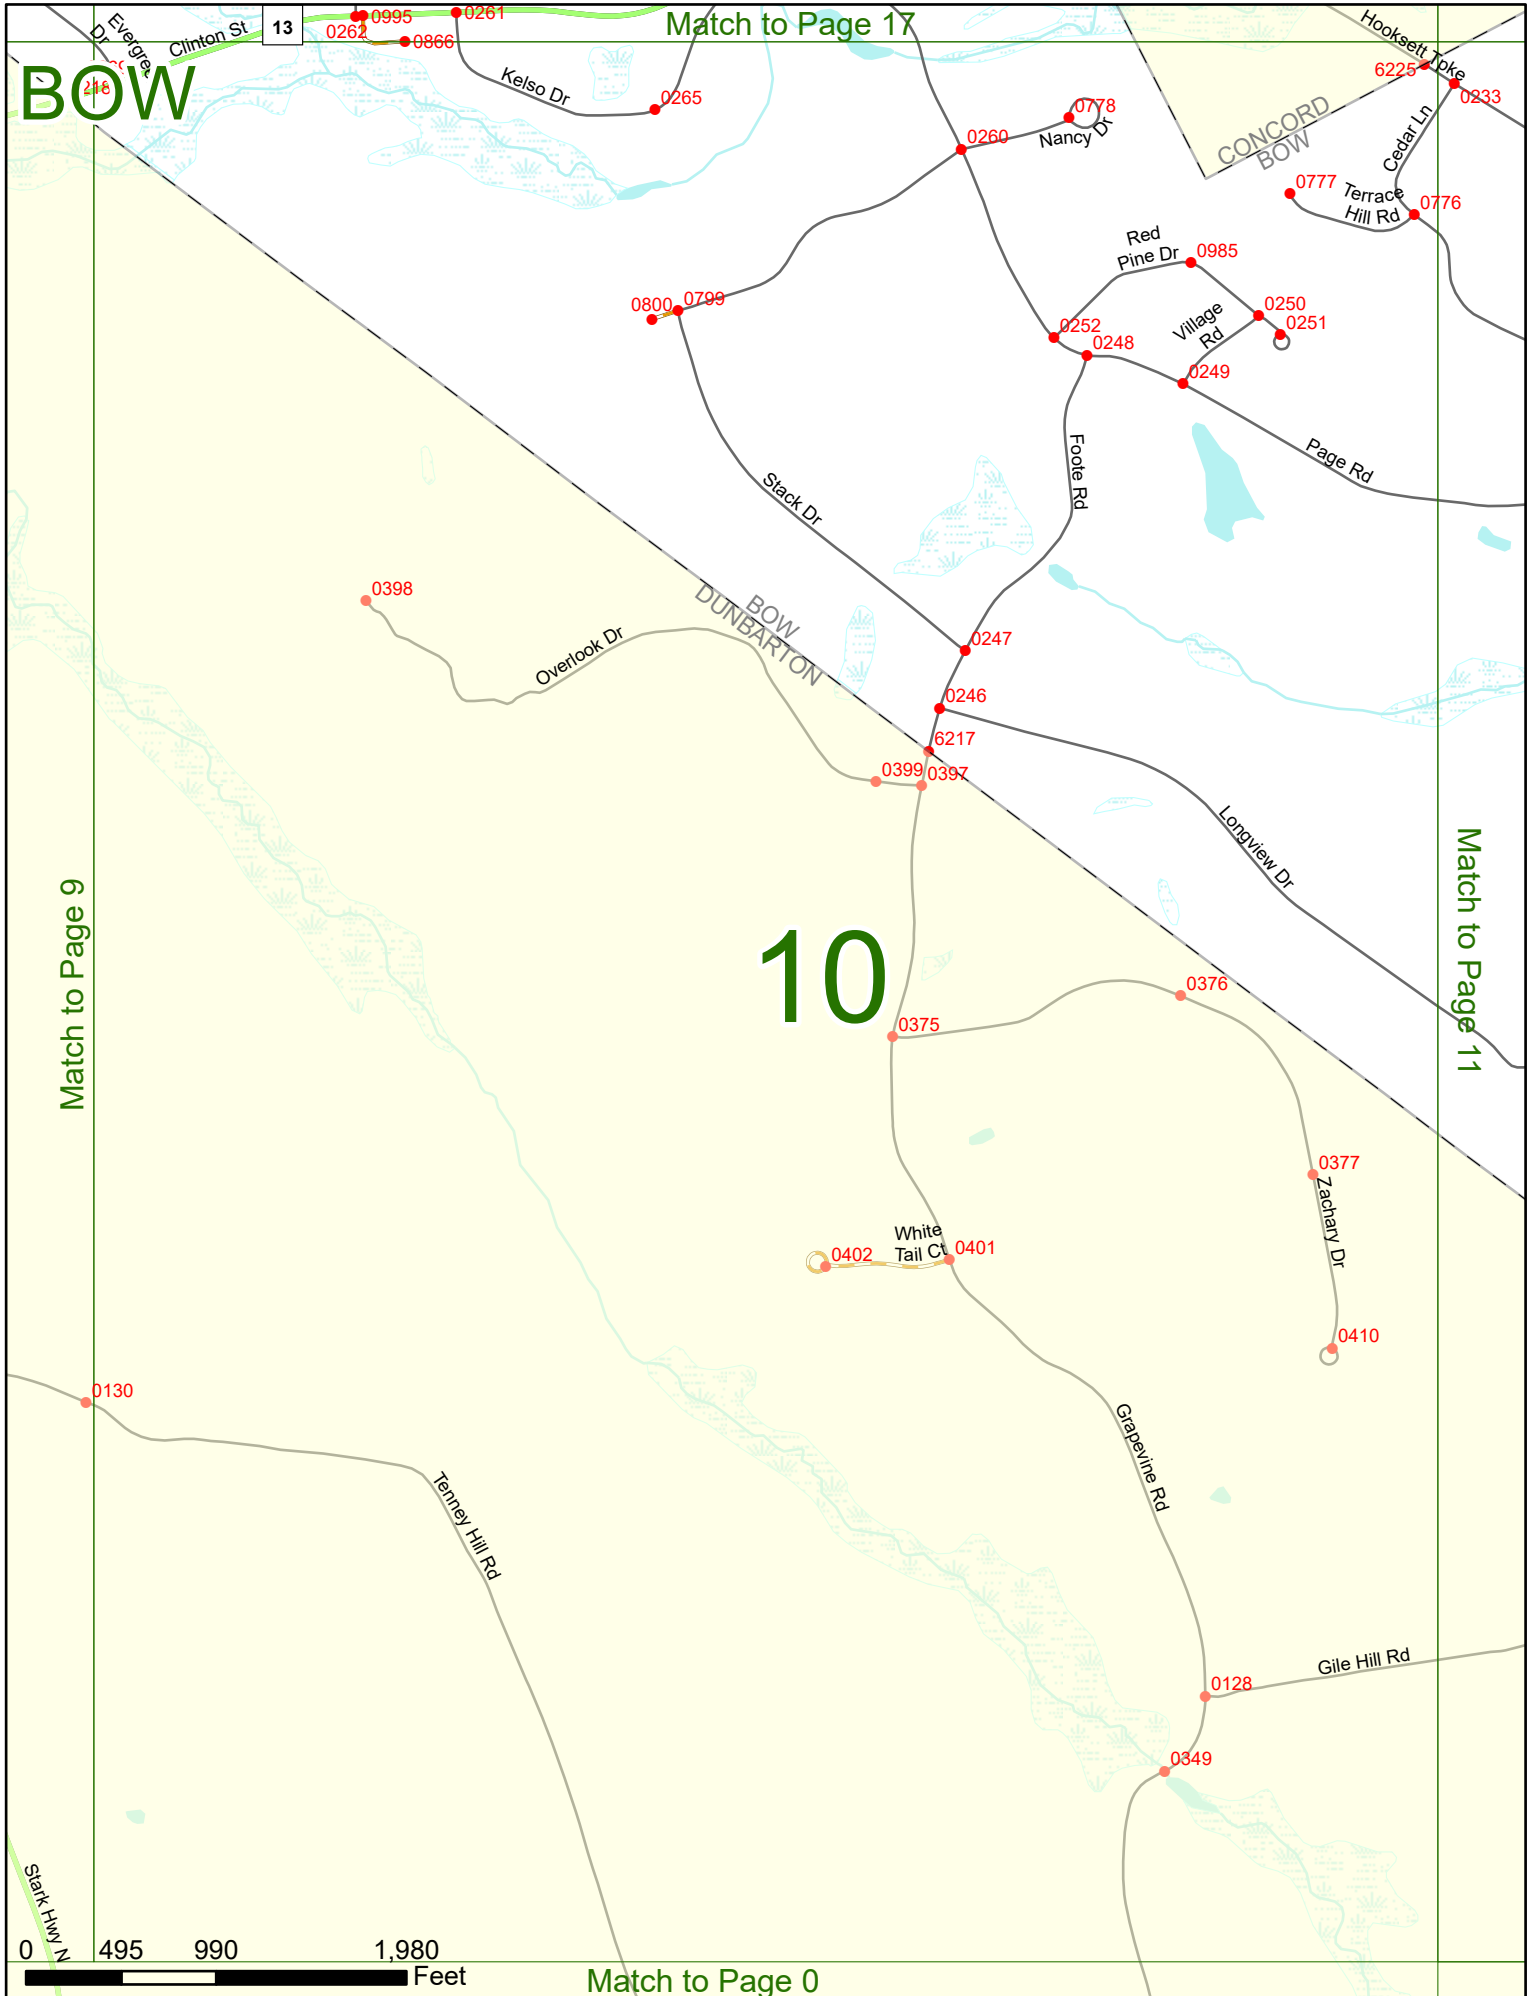 Match to Page 17
BOW
Evergree
Dr
Clinton St
13
0262
0995
0261
0866
218
Kelso Dr
0265
0260
0778
Nancy Dr
CONCORD
BOW
Hooksett Tpke
6225
0233
Cedar Ln
0777
Terrace
Hill Rd
0776
Red
Pine Dr
0985
0800
0799
0252
0248
Village
Rd
0250
0251
0249
Page Rd
Foote Rd
Stack Dr
0398
Overlook Dr
BOW
DUNBARTON
0247
0246
6217
0399
0397
Longview Dr
Match to Page 9
10
Match to Page 11
0376
0375
0377
Zachary Dr
White
Tail Ct
0402
0401
0410
0130
Grapevine Rd
Tenney Hill Rd
Gile Hill Rd
0128
0349
Stark Hwy N
0 495 990 1,980
Feet
Match to Page 0